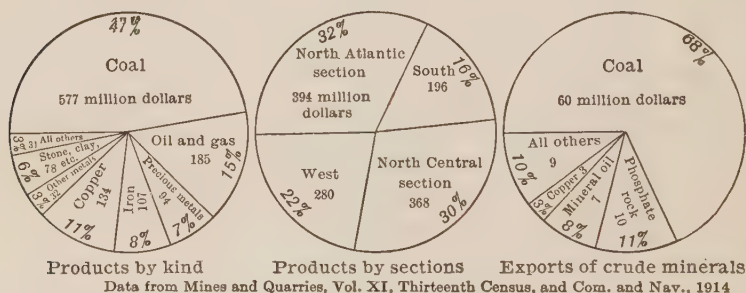 47%
Coal
577 million dollars
Oil and gas
185
15%
Precious metals
94
7%
Iron
107
8%
Copper
134
11%
Other metals
32
3%
Stone, clay,
78 etc.
6%
All others
31
3%
Products by kind
32%
North Atlantic
section
394 million
dollars
South
196
16%
North Central
section
368
30%
West
280
22%
Products by sections
68%
Coal
60 million dollars
Phosphate
rock
10
11%
Mineral oil
7
8%
Copper 3
3%
All others
9
10%
Exports of crude minerals
Data from Mines and Quarries, Vol. XI, Thirteenth Census, and Com. and Nav., 1914